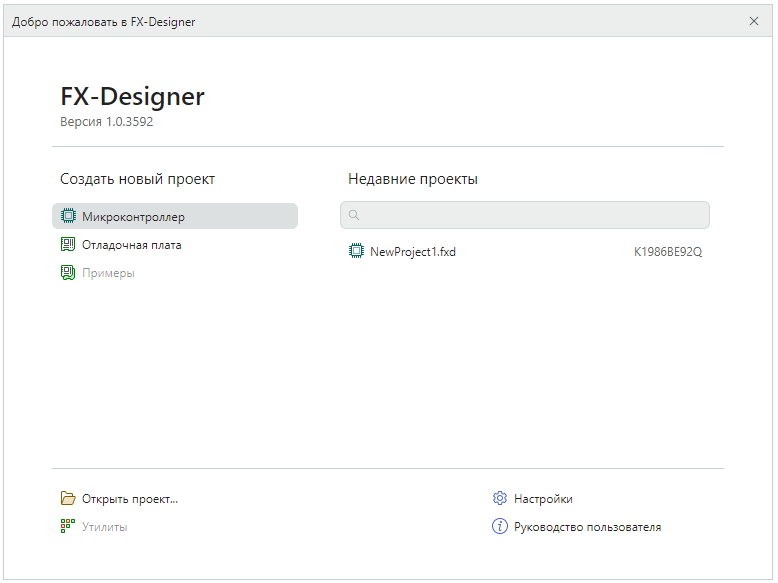 Добро пожаловать в FX-Designer
FX-Designer
Версия 1.0.3592
Создать новый проект
Микроконтроллер
Отладочная плата
Примеры
Недавние проекты
NewProject1.fxd K1986BE92Q
Открыть проект...
Утилиты
Настройки
Руководство пользователя